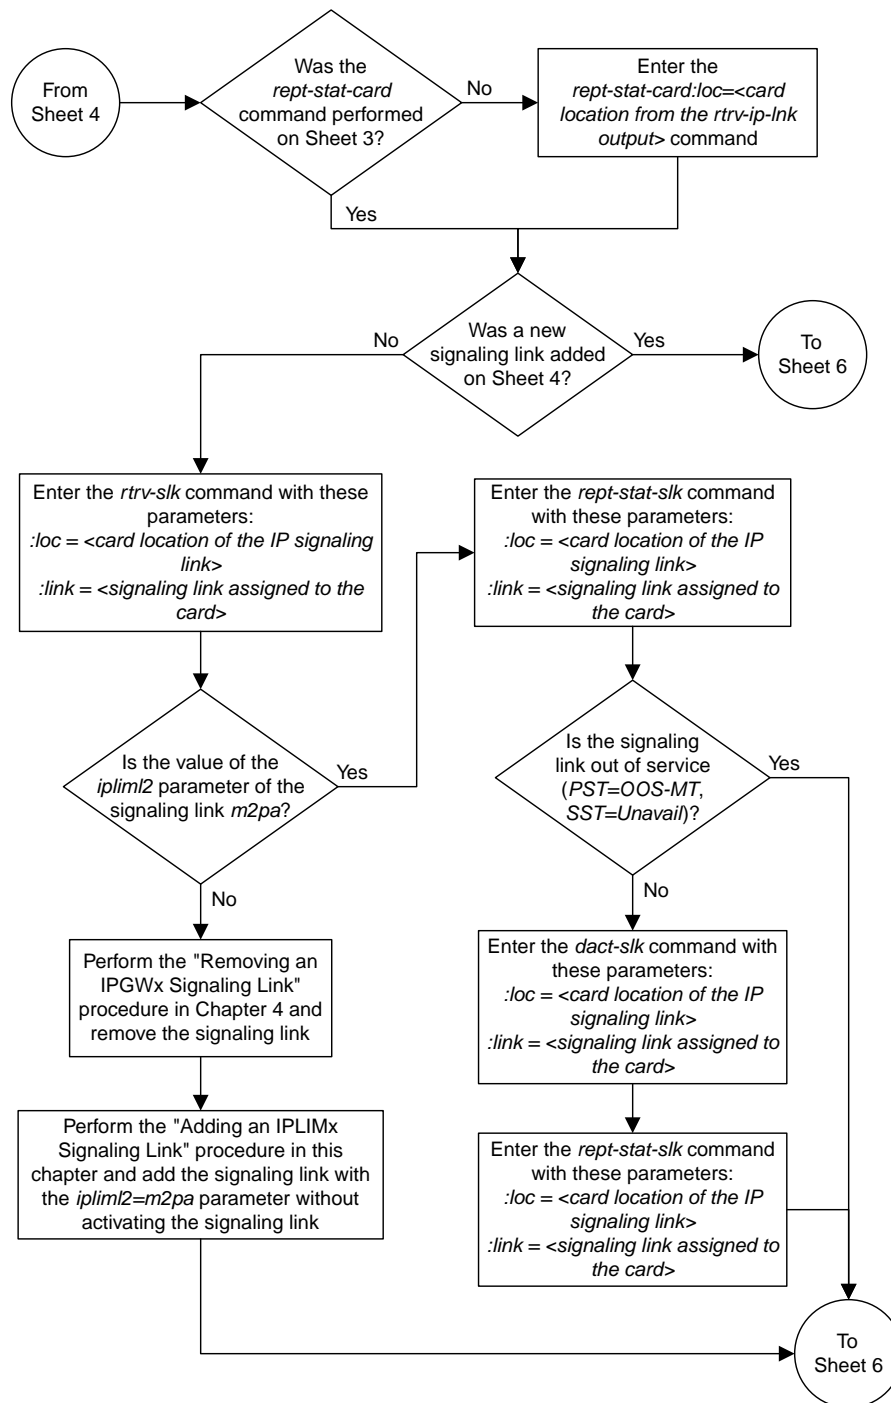 From
Sheet 4
Was the
rept-stat-card
command performed
on Sheet 3?
No
Enter the
rept-stat-card:loc=<card
location from the rtrv-ip-lnk
output> command
Yes
Was a new
signaling link added
on Sheet 4?
No
Yes
To
Sheet 6
Enter the rtrv-slk command with these
parameters:
:loc = <card location of the IP signaling
link>
:link = <signaling link assigned to the
card>
Enter the rept-stat-slk command
with these parameters:
:loc = <card location of the IP
signaling link>
:link = <signaling link assigned to
the card>
Is the value of the
ipliml2 parameter of the
signaling link m2pa?
Yes
No
Is the signaling
link out of service
(PST=OOS-MT,
SST=Unavail)?
Yes
No
Perform the "Removing an
IPGWx Signaling Link"
procedure in Chapter 4 and
remove the signaling link
Enter the dact-slk command with
these parameters:
:loc = <card location of the IP
signaling link>
:link = <signaling link assigned to the
card>
Perform the "Adding an IPLIMx
Signaling Link" procedure in this
chapter and add the signaling link with
the ipliml2=m2pa parameter without
activating the signaling link
Enter the rept-stat-slk command
with these parameters:
:loc = <card location of the IP
signaling link>
:link = <signaling link assigned to
the card>
To
Sheet 6